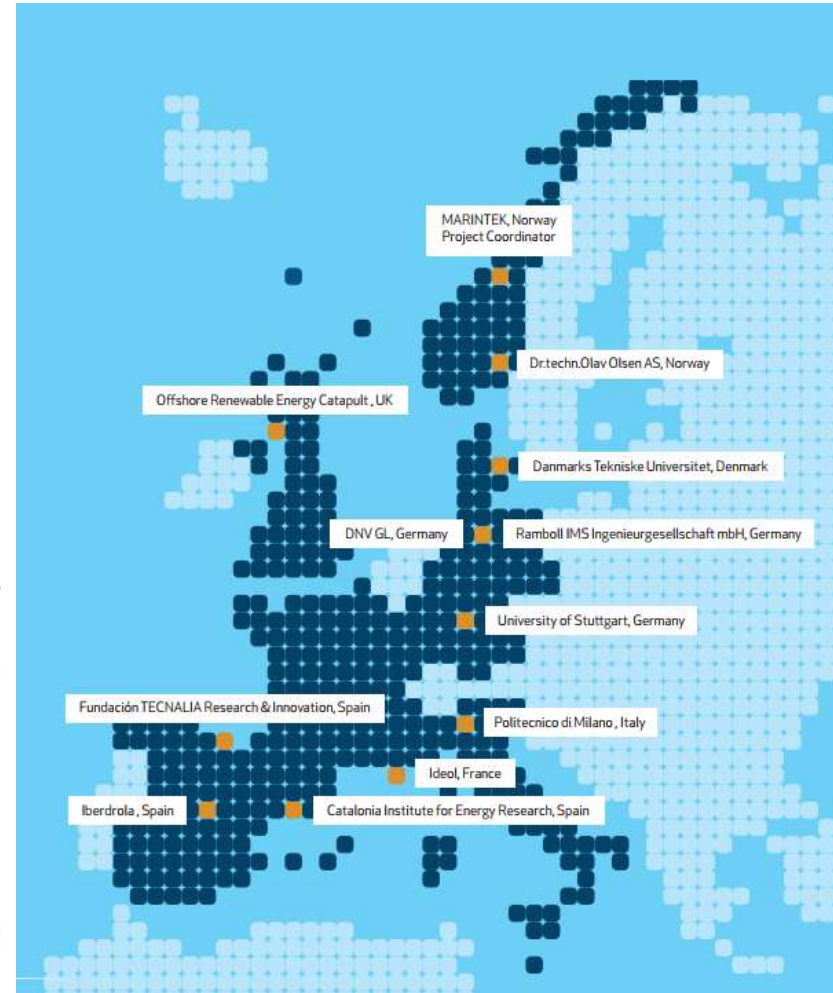 MARINTEK, Norway
Project Coordinator
Dr.techn.Olav Olsen AS, Norway
Offshore Renewable Energy Catapult , UK
Danmarks Tekniske Universitet, Denmark
DNV GL, Germany
Ramboll IMS Ingenieurgesellschaft mbH, Germany
University of Stuttgart, Germany
Fundación TECNALIA Research & Innovation, Spain
Politecnico di Milano , Italy
Ideol, France
Iberdrola , Spain
Catalonia Institute for Energy Research, Spain